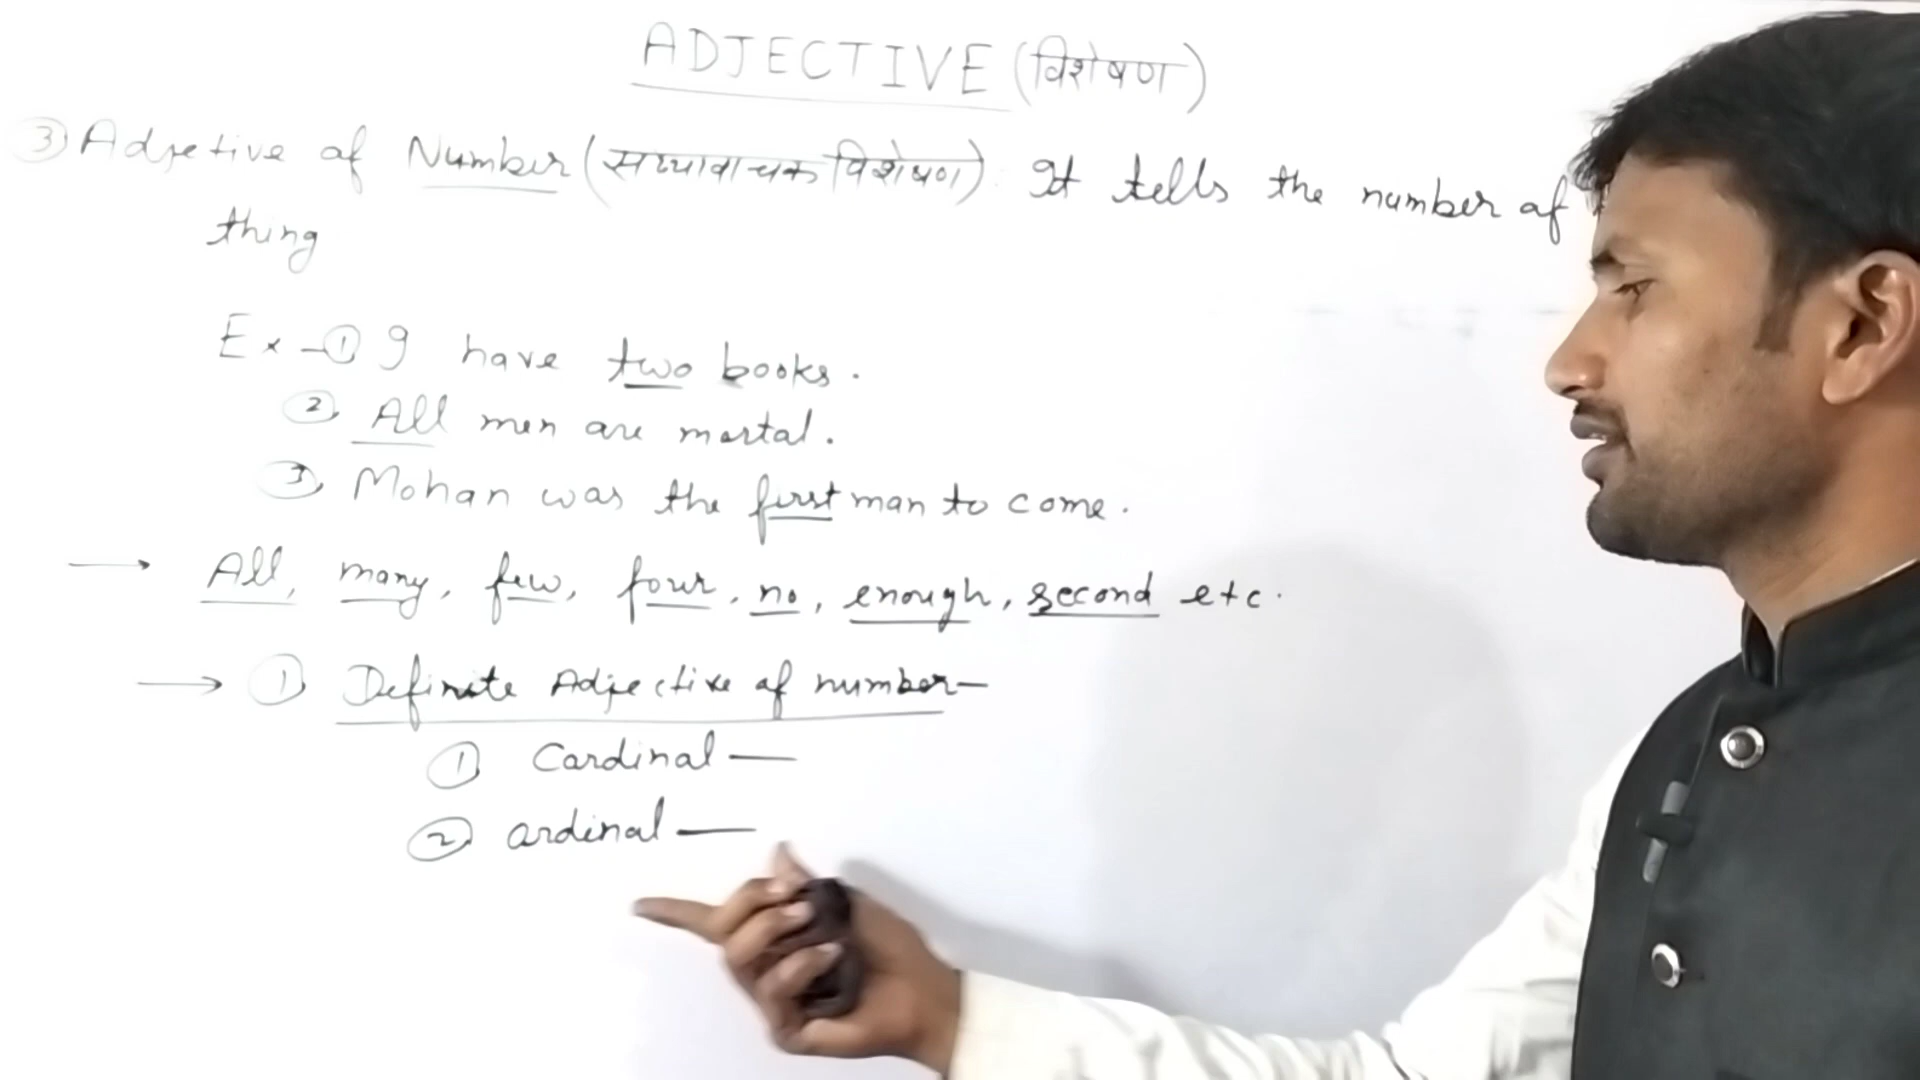 ADJECTIVE (विशेषण)
③ Adjective of Number (संख्यावाचक विशेषण) : It tells the number of
thing
Ex - ① I have two books.
② All men are mortal.
③ Mohan was the first man to come.
→ All, many, few, four, no, enough, second etc.
→ ① Definite Adjective of number—
① Cardinal —
② ordinal —